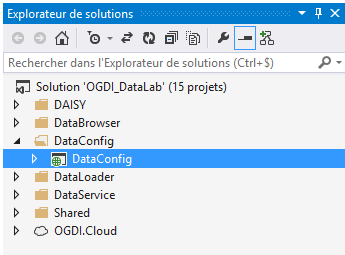 Explorateur de solutions
Rechercher dans l'Explorateur de solutions (Ctrl+$)
Solution 'OGDI_DataLab' (15 projets)
DAISY
DataBrowser
DataConfig
DataConfig
DataLoader
DataService
Shared
OGDI.Cloud